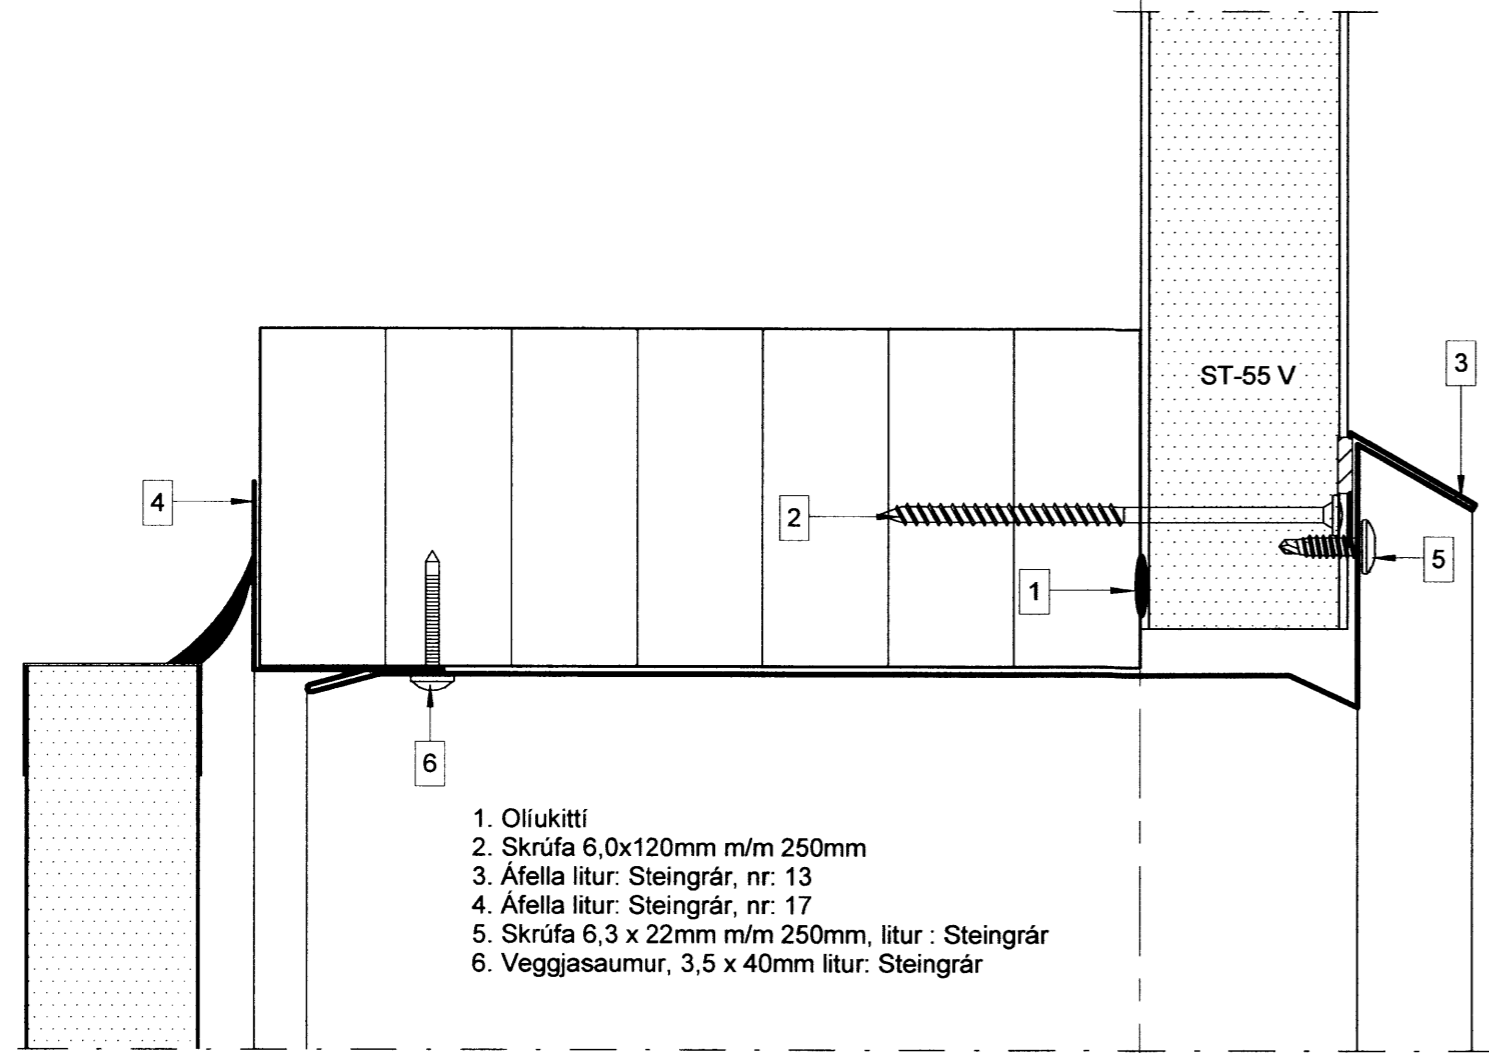 ST-55 V
3
4
2
5
1
6
1. Olíukittí
2. Skrúfa 6,0x120mm m/m 250mm
3. Áfella litur: Steingrár, nr: 13
4. Áfella litur: Steingrár, nr: 17
5. Skrúfa 6,3 x 22mm m/m 250mm, litur : Steingrár
6. Veggjasaumur, 3,5 x 40mm litur: Steingrár